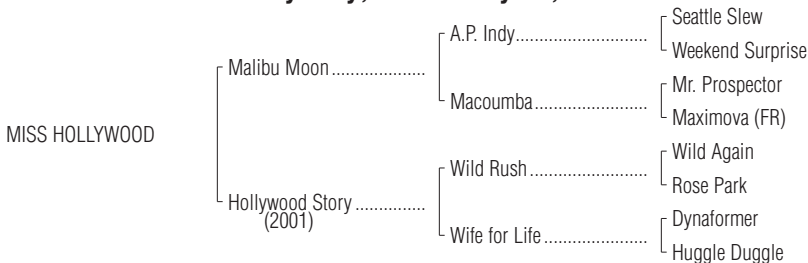 Seattle Slew
A.P. Indy
Weekend Surprise
Malibu Moon
Mr. Prospector
Macoumba
Maximova (FR)
MISS HOLLYWOOD
Wild Again
Wild Rush
Rose Park
Hollywood Story
(2001)
Dynaformer
Wife for Life
Huggle Duggle